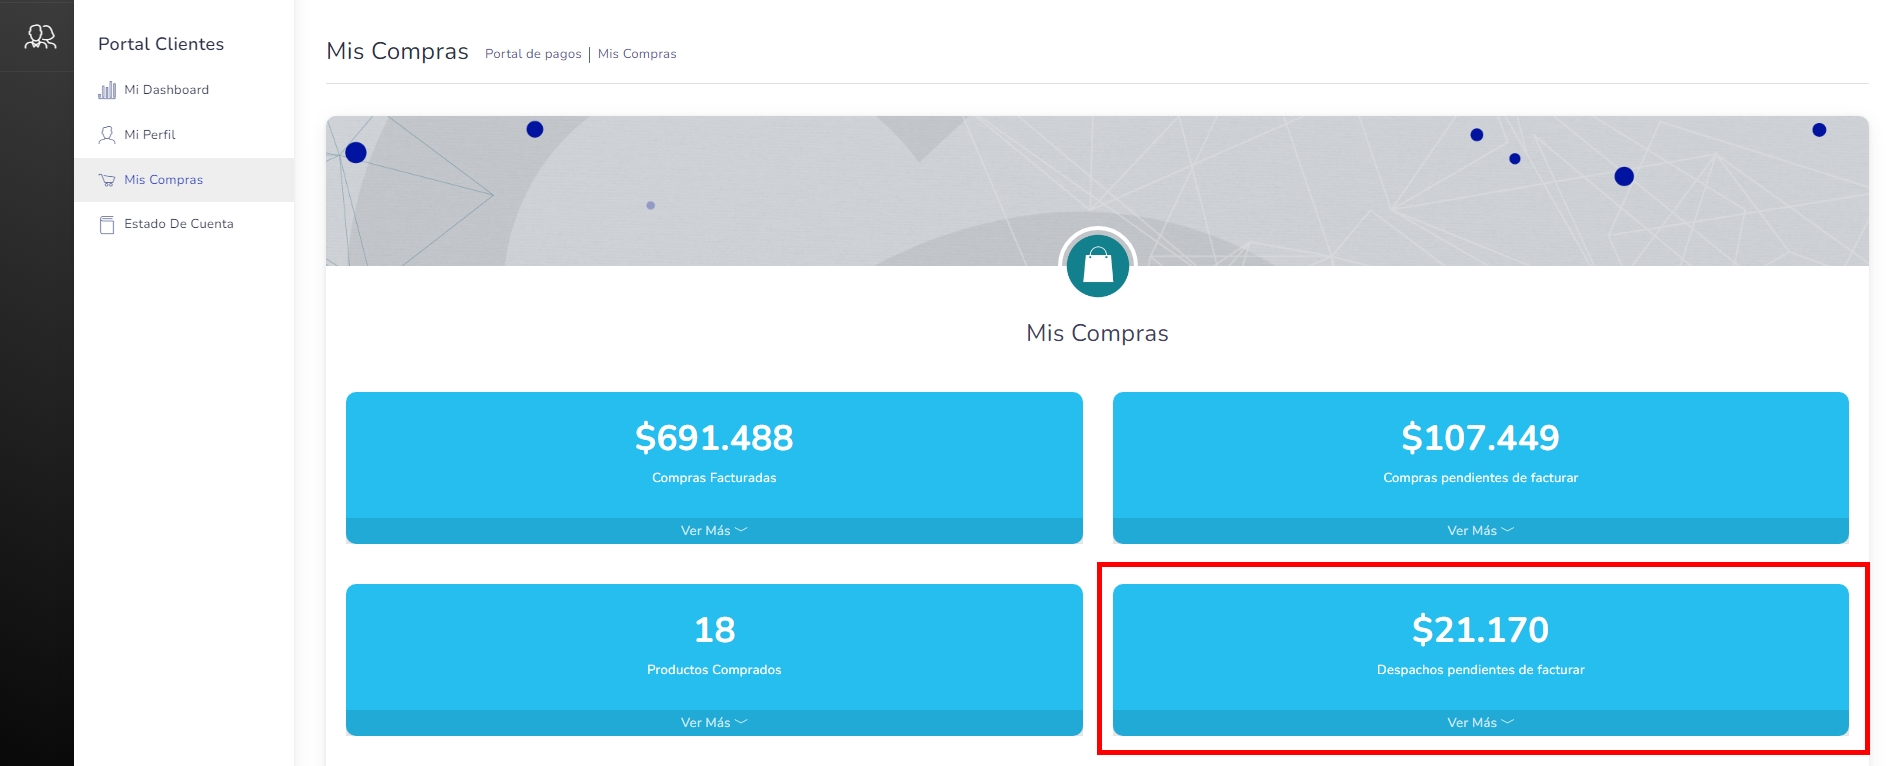 Portal Clientes
Mi Dashboard
Mi Perfil
Mis Compras
Estado De Cuenta
Mis Compras Portal de pagos | Mis Compras
Mis Compras
$691.488
Compras Facturadas
Ver Más
$107.449
Compras pendientes de facturar
Ver Más
18
Productos Comprados
Ver Más
$21.170
Despachos pendientes de facturar
Ver Más